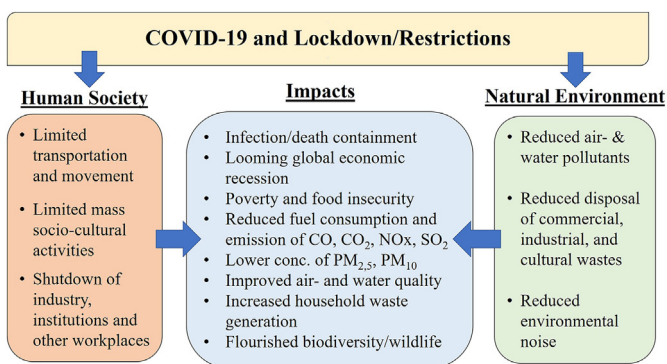 COVID-19 and Lockdown/Restrictions
Human Society
• Limited
transportation
and movement
• Limited mass
socio-cultural
activities
• Shutdown of
industry,
institutions and
other workplaces
Impacts
• Infection/death containment
• Looming global economic
recession
• Poverty and food insecurity
• Reduced fuel consumption and
emission of CO, CO₂, NOx, SO₂
• Lower conc. of PM₂,₅, PM₁₀
• Improved air- and water quality
• Increased household waste
generation
• Flourished biodiversity/wildlife
Natural Environment
• Reduced air- &
water pollutants
• Reduced disposal
of commercial,
industrial, and
cultural wastes
• Reduced
environmental
noise